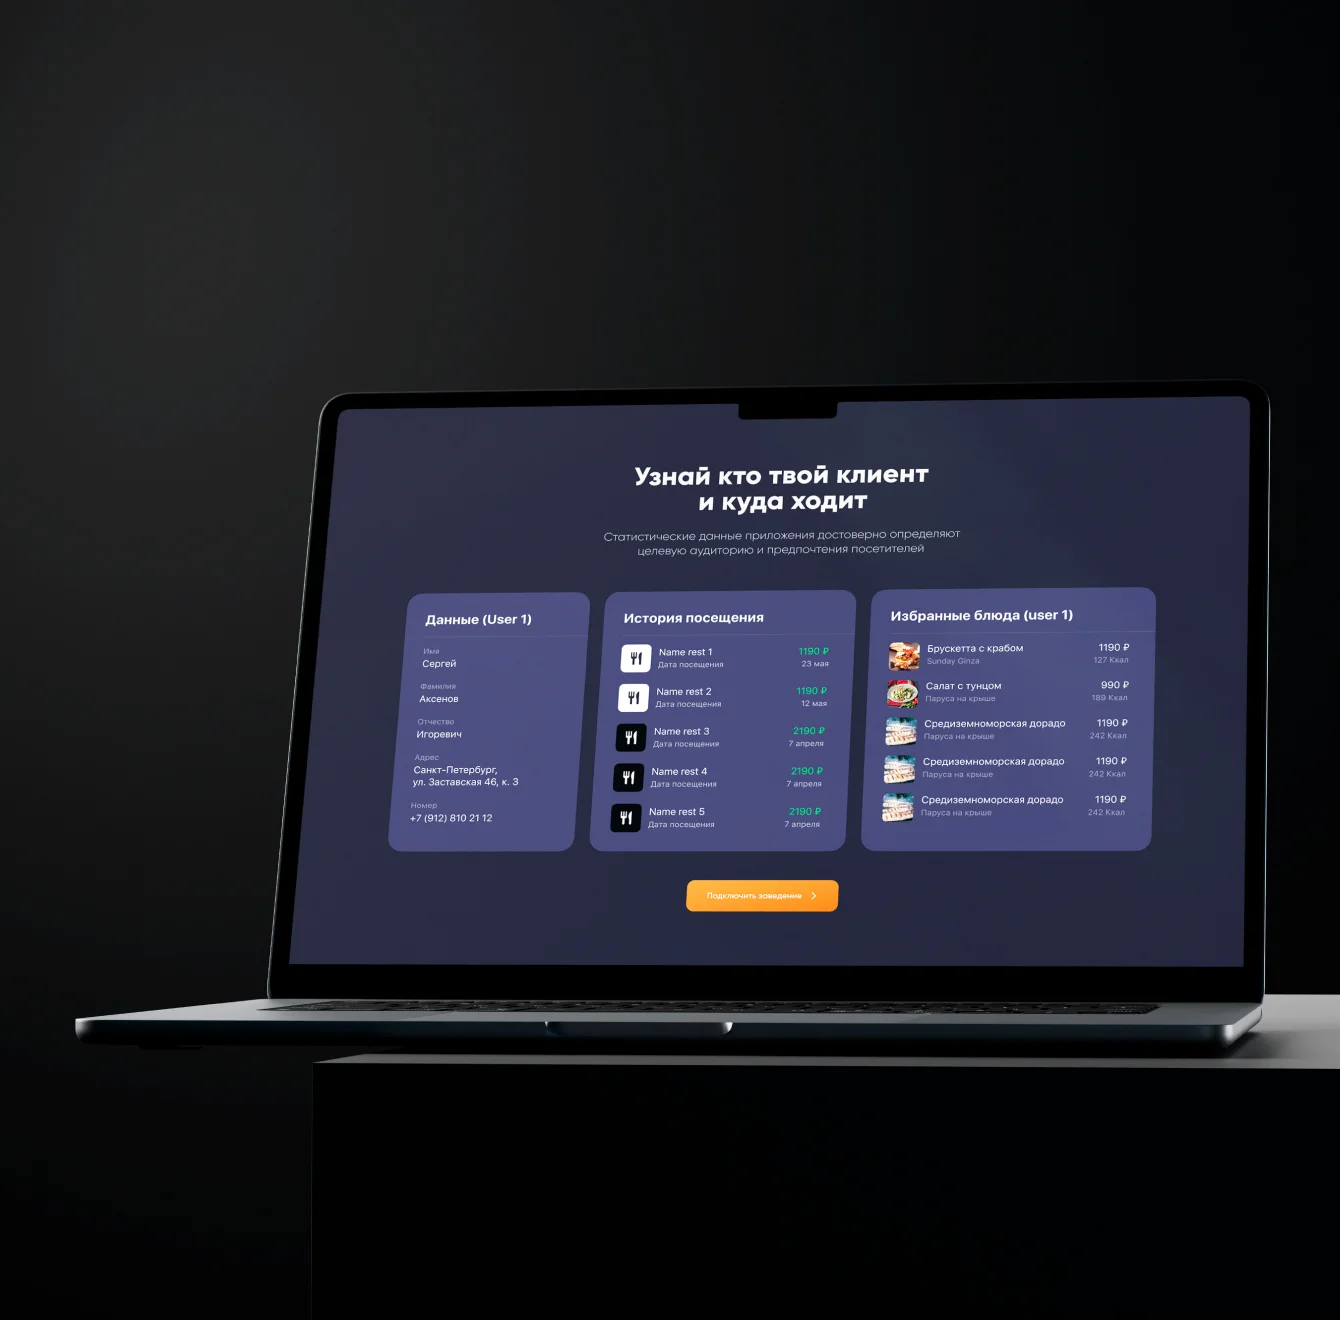 Узнай кто твой клиент
и куда ходит
Статистические данные приложения достоверно определяют
целевую аудиторию и предпочтения посетителей
Данные (User 1)
Имя
Сергей
Фамилия
Аксенов
Отчество
Игоревич
Адрес
Санкт-Петербург,
ул. Заставская 46, к. 3
Номер
+7 (912) 810 21 12
История посещения
Name rest 1 1190 ₽
Дата посещения 23 мая
Name rest 2 1190 ₽
Дата посещения 12 мая
Name rest 3 2190 ₽
Дата посещения 7 апреля
Name rest 4 2190 ₽
Дата посещения 7 апреля
Name rest 5 2190 ₽
Дата посещения 7 апреля
Избранные блюда (user 1)
Брускетта с крабом 1190 ₽
Sunday Ginza 127 Ккал
Салат с тунцом 990 ₽
Паруса на крыше 189 Ккал
Средиземноморская дорадо 1190 ₽
Паруса на крыше 242 Ккал
Средиземноморская дорадо 1190 ₽
Паруса на крыше 242 Ккал
Средиземноморская дорадо 1190 ₽
Паруса на крыше 242 Ккал
Подключить заведение